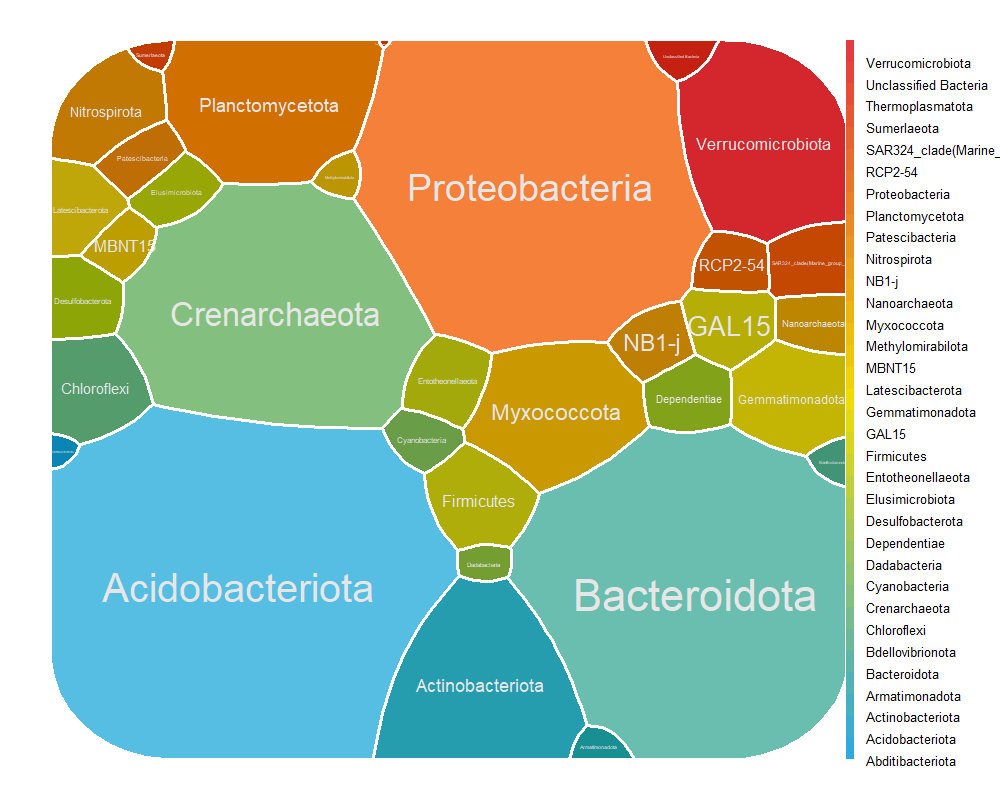 Sumerlaeota
Unclassified Bacteria
Nitrospirota
Planctomycetota
Verrucomicrobiota
Patescibacteria
Methylomirabilota
Elusimicrobiota
Proteobacteria
Latescibacterota
MBNT15
RCP2-54
SAR324_clade(Marine_group_
Desulfobacterota
Crenarchaeota
GAL15
Nanoarchaeota
NB1-j
Chloroflexi
Entotheonellaeota
Dependentiae
Gemmatimonadota
Myxococcota
Cyanobacteria
Firmicutes
Dadabacteria
Acidobacteriota
Bacteroidota
Actinobacteriota
Armatimonadota
Verrucomicrobiota
Unclassified Bacteria
Thermoplasmatota
Sumerlaeota
SAR324_clade(Marine_
RCP2-54
Proteobacteria
Planctomycetota
Patescibacteria
Nitrospirota
NB1-j
Nanoarchaeota
Myxococcota
Methylomirabilota
MBNT15
Latescibacterota
Gemmatimonadota
GAL15
Firmicutes
Entotheonellaeota
Elusimicrobiota
Desulfobacterota
Dependentiae
Dadabacteria
Cyanobacteria
Crenarchaeota
Chloroflexi
Bdellovibrionota
Bacteroidota
Armatimonadota
Actinobacteriota
Acidobacteriota
Abditibacteriota